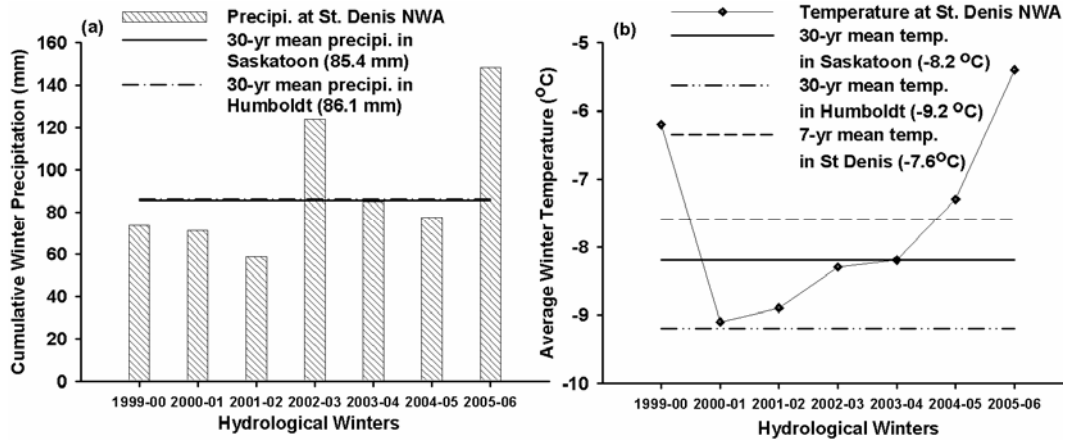 (a)
Precipi. at St. Denis NWA
30-yr mean precipi. in
Saskatoon (85.4 mm)
30-yr mean precipi. in
Humboldt (86.1 mm)
Cumulative Winter Precipitation (mm)
160
140
120
100
80
60
40
20
0
1999-00 2000-01 2001-02 2002-03 2003-04 2004-05 2005-06
Hydrological Winters
(b)
Temperature at St. Denis NWA
30-yr mean temp.
in Saskatoon (-8.2 °C)
30-yr mean temp.
in Humboldt (-9.2 °C)
7-yr mean temp.
in St Denis (-7.6°C)
Average Winter Temperature (°C)
-5
-6
-7
-8
-9
-10
1999-00 2000-01 2001-02 2002-03 2003-04 2004-05 2005-06
Hydrological Winters